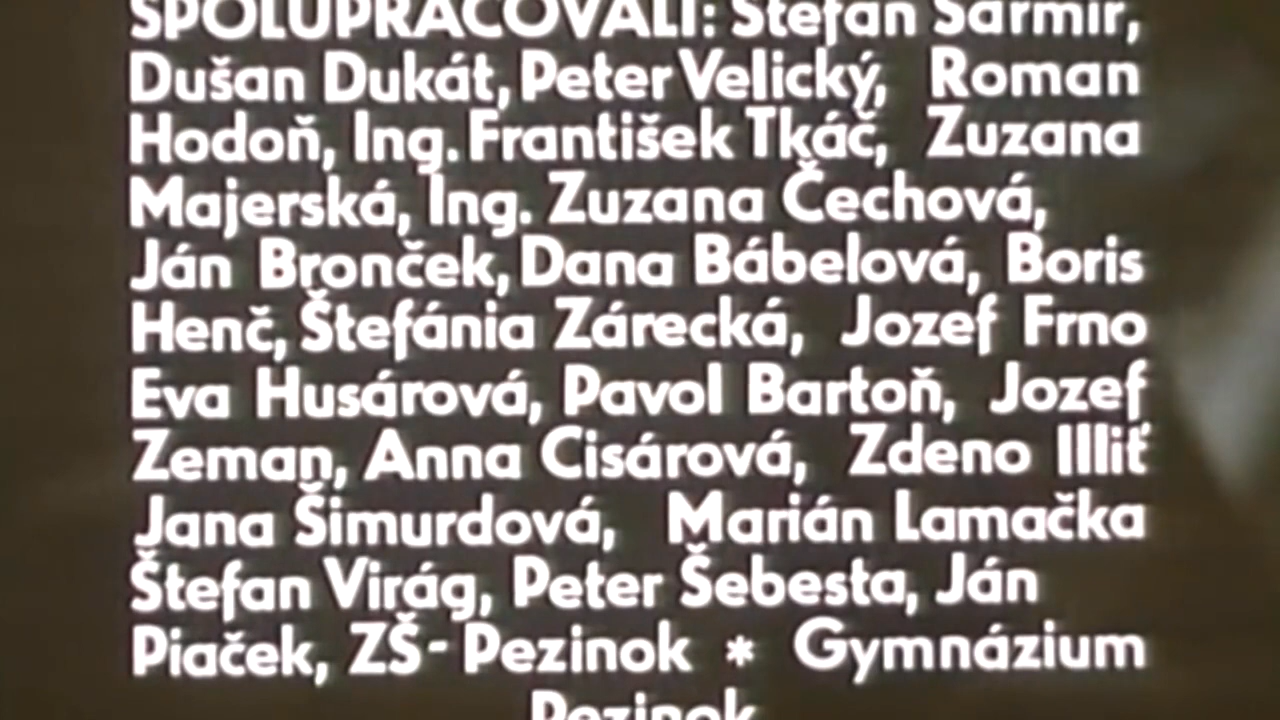 SPOLUPRACOVALI: Štefan Šarmír,
Dušan Dukát, Peter Velický, Roman
Hodoň, Ing. František Tkáč, Zuzana
Majerská, Ing. Zuzana Čechová,
Ján Bronček, Dana Bábelová, Boris
Henč, Štefánia Zárecká, Jozef Frno
Eva Husárová, Pavol Bartoň, Jozef
Zeman, Anna Cisárová, Zdeno Illiť
Jana Šimurdová, Marián Lamačka
Štefan Virág, Peter Šebesta, Ján
Piaček, ZŠ - Pezinok * Gymnázium
Pezinok